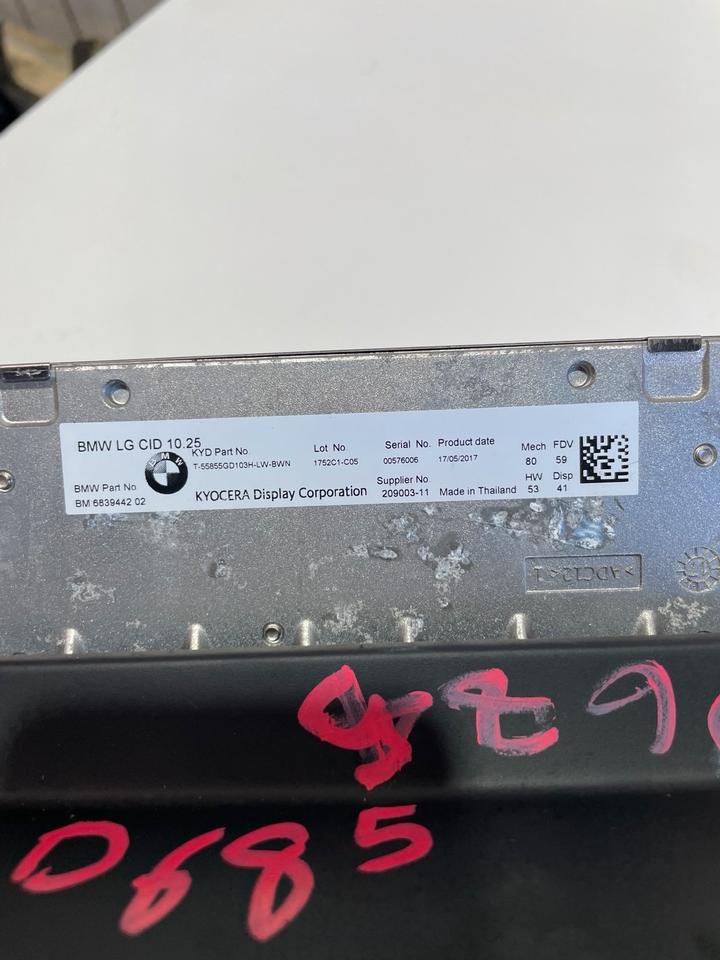 BMW LG CID 10.25
BMW Part No.
BM 6839442 02
BMW
KYD Part No.
T-55855GD103H-LW-BWN
Lot No
1752C1-C05
Serial No.
00576006
Product date
17/05/2017
KYOCERA Display Corporation
Supplier No.
209003-11
Made in Thailand
Mech FDV
80 59
HW Disp
53 41
>ADC12<
0685